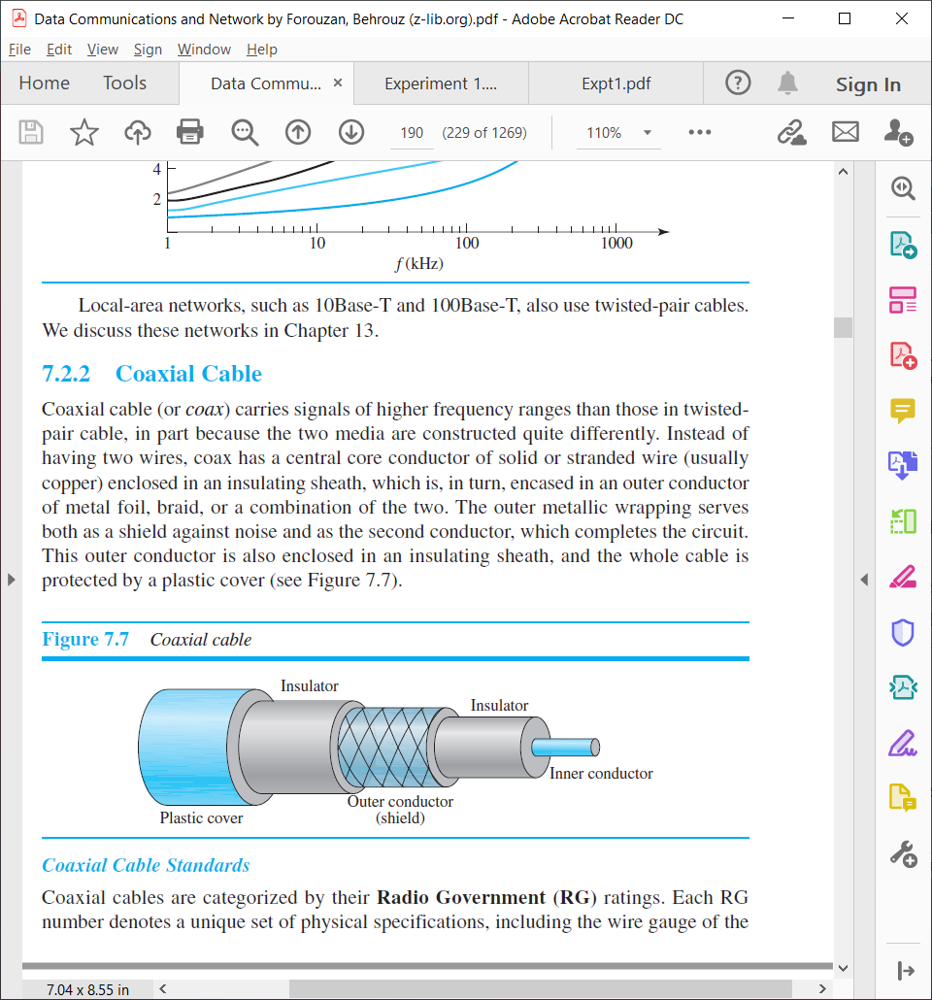 Data Communications and Network by Forouzan, Behrouz (z-lib.org).pdf - Adobe Acrobat Reader DC
File Edit View Sign Window Help
Home Tools Data Commu... × Experiment 1.... Expt1.pdf ? Sign In
190 (229 of 1269) 110%
4
2
1 10 100 1000
f (kHz)
Local-area networks, such as 10Base-T and 100Base-T, also use twisted-pair cables.
We discuss these networks in Chapter 13.
7.2.2 Coaxial Cable
Coaxial cable (or coax) carries signals of higher frequency ranges than those in twisted-
pair cable, in part because the two media are constructed quite differently. Instead of
having two wires, coax has a central core conductor of solid or stranded wire (usually
copper) enclosed in an insulating sheath, which is, in turn, encased in an outer conductor
of metal foil, braid, or a combination of the two. The outer metallic wrapping serves
both as a shield against noise and as the second conductor, which completes the circuit.
This outer conductor is also enclosed in an insulating sheath, and the whole cable is
protected by a plastic cover (see Figure 7.7).
Figure 7.7 Coaxial cable
Insulator
Insulator
Inner conductor
Outer conductor
(shield)
Plastic cover
Coaxial Cable Standards
Coaxial cables are categorized by their Radio Government (RG) ratings. Each RG
number denotes a unique set of physical specifications, including the wire gauge of the
7.04 x 8.55 in